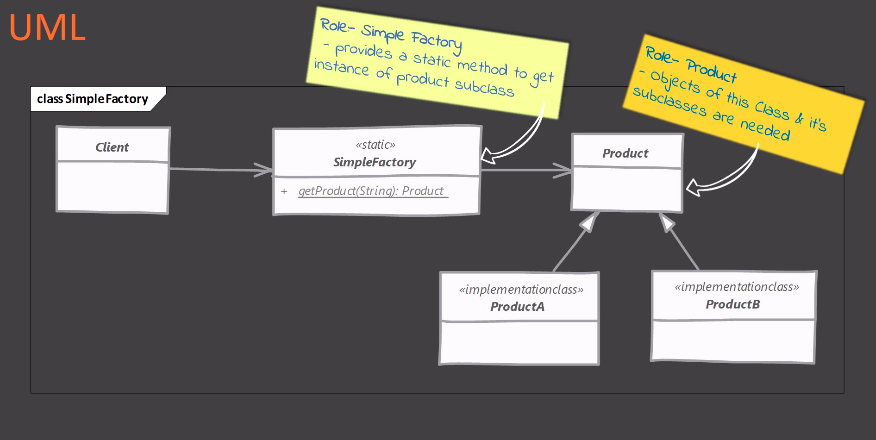 UML
Role:- Simple Factory
- provides a static method to get
instance of product subclass
Role:- Product
- Objects of this Class & it's
subclasses are needed
class SimpleFactory
Client
«static»
SimpleFactory
+ getProduct(String): Product
Product
«implementationclass»
ProductA
«implementationclass»
ProductB